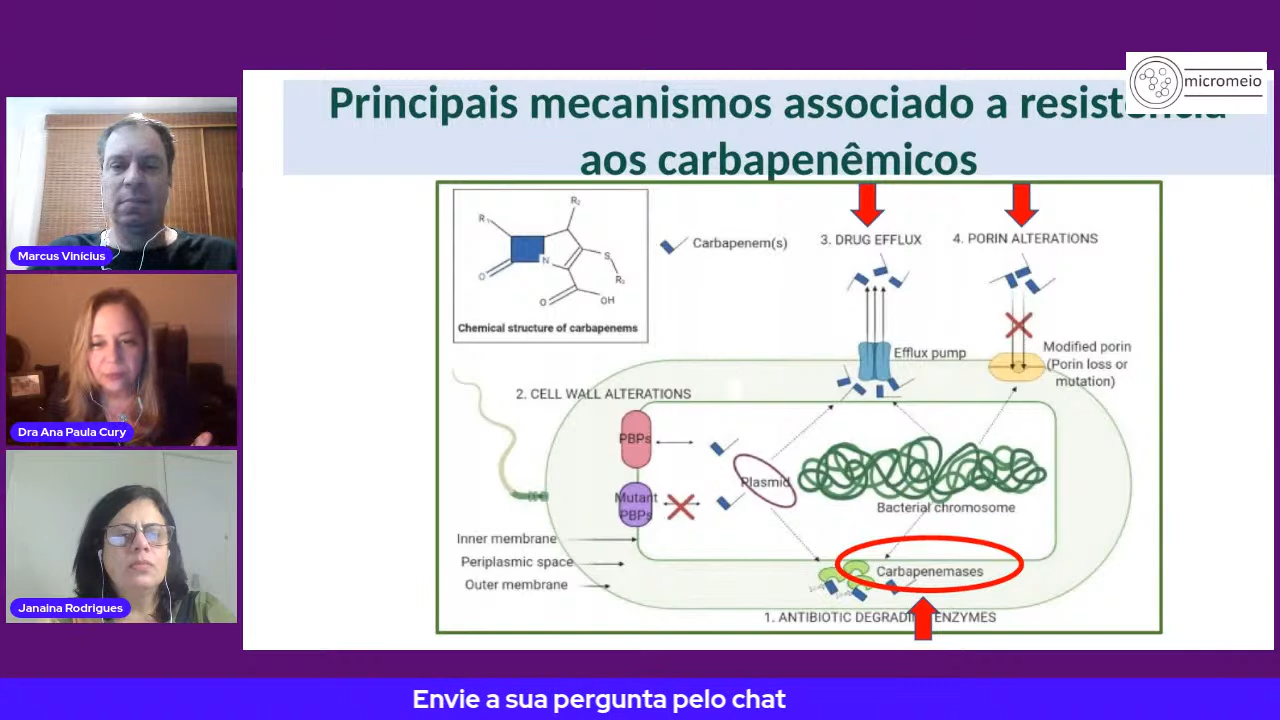 micromeio
Principais mecanismos associado a resistência
aos carbapenêmicos
Marcus Vinícius
Dra Ana Paula Cury
Janaina Rodrigues
R₁
R₂
N
S
R₃
O
O
OH
Chemical structure of carbapenems
Carbapenem(s)
3. DRUG EFFLUX
4. PORIN ALTERATIONS
Efflux pump
Modified porin
(Porin loss or
mutation)
2. CELL WALL ALTERATIONS
PBPs
Mutant
PBPs
Plasmid
Bacterial chromosome
Inner membrane
Periplasmic space
Outer membrane
Carbapenemases
1. ANTIBIOTIC DEGRADING ENZYMES
Envie a sua pergunta pelo chat